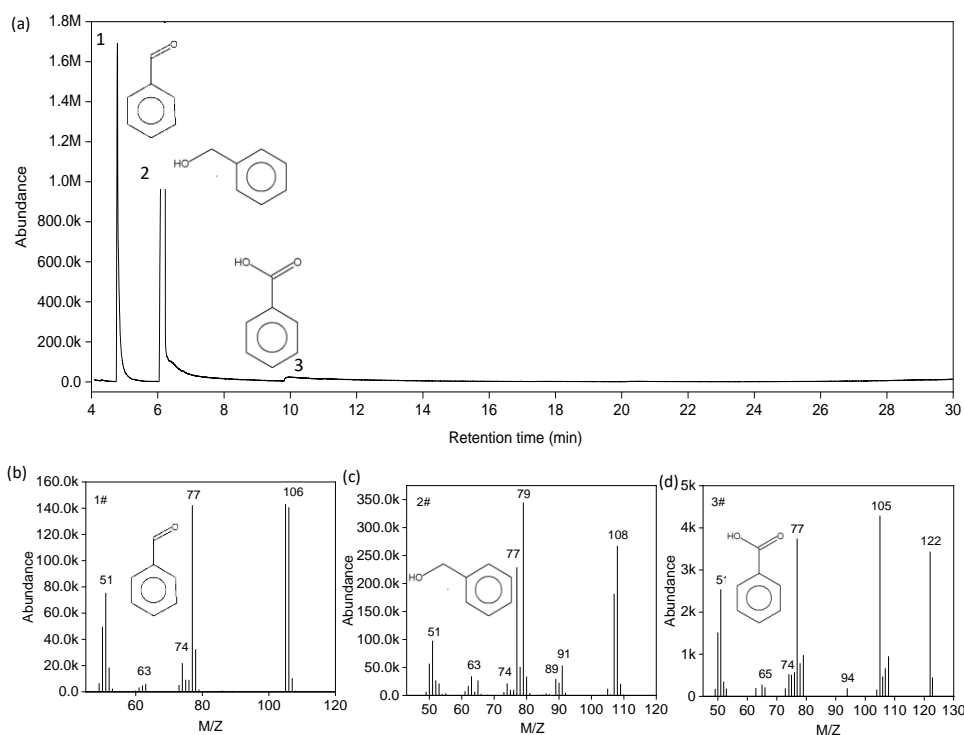 (a)
1.8M
1.6M
1.4M
1.2M
1.0M
800.0k
600.0k
400.0k
200.0k
0.0
Abundance
1
O
2
HO
HO
O
3
4 6 8 10 12 14 16 18 20 22 24 26 28 30
Retention time (min)
(b)
160.0k
140.0k
120.0k
100.0k
80.0k
60.0k
40.0k
20.0k
0.0
Abundance
1#
O
51
63
74
77
106
60 80 100 120
M/Z
(c)
350.0k
300.0k
250.0k
200.0k
150.0k
100.0k
50.0k
0.0
Abundance
2#
HO
51
63
74
77
79
89
91
108
50 60 70 80 90 100 110 120
M/Z
(d)
5k
4k
3k
2k
1k
0
Abundance
3#
HO
O
51
65
74
77
94
105
122
50 60 70 80 90 100 110 120 130
M/Z